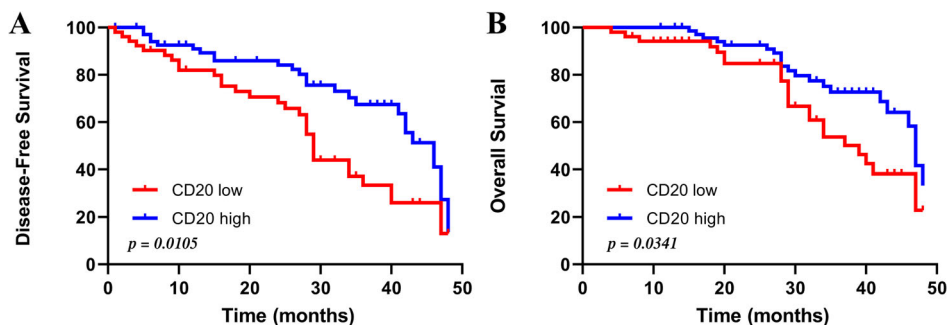 A
Disease-Free Survival
100
80
60
40
20
0
CD20 low
CD20 high
p = 0.0105
0 10 20 30 40 50
Time (months)
B
Overall Survial
100
80
60
40
20
0
CD20 low
CD20 high
p = 0.0341
0 10 20 30 40 50
Time (months)